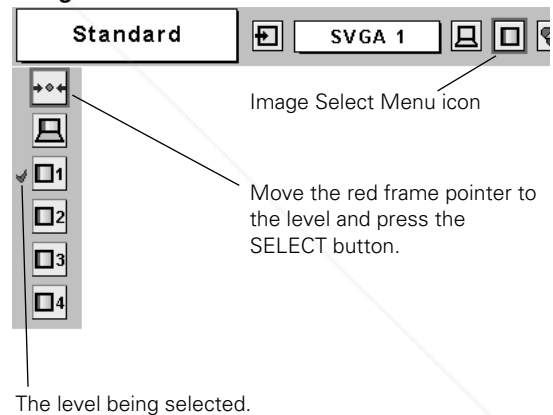 Standard
SVGA 1
Image Select Menu icon
Move the red frame pointer to
the level and press the
SELECT button.
1
2
3
4
The level being selected.